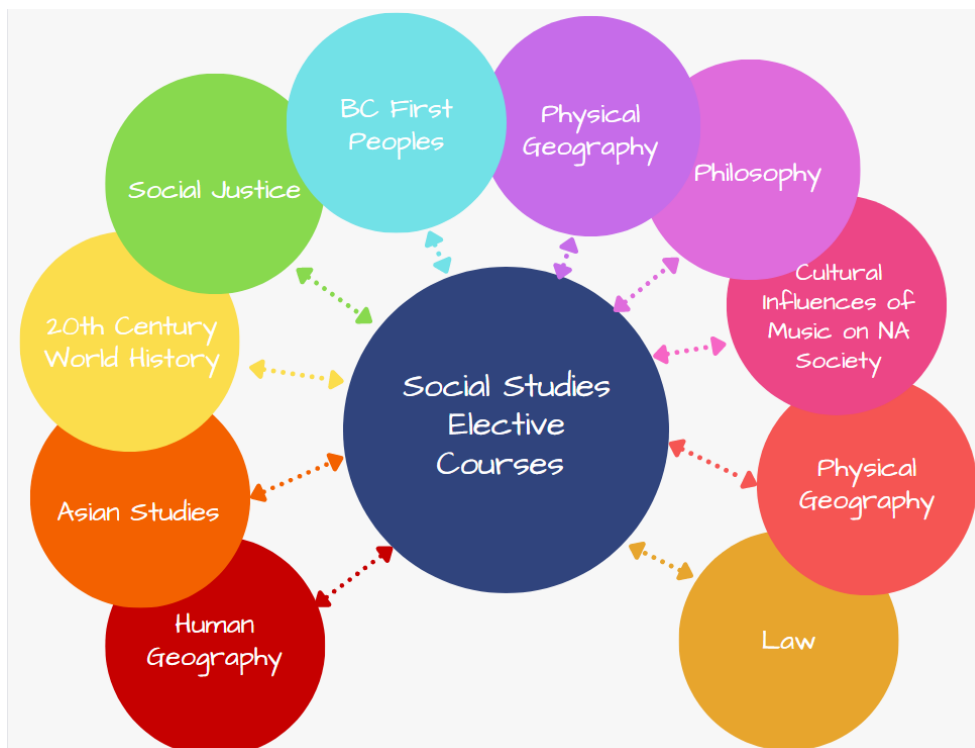 BC First
Peoples
Physical
Geography
Philosophy
Social Justice
Cultural
Influences of
Music on NA
Society
20th Century
World History
Social Studies
Elective
Courses
Physical
Geography
Asian Studies
Human
Geography
Law